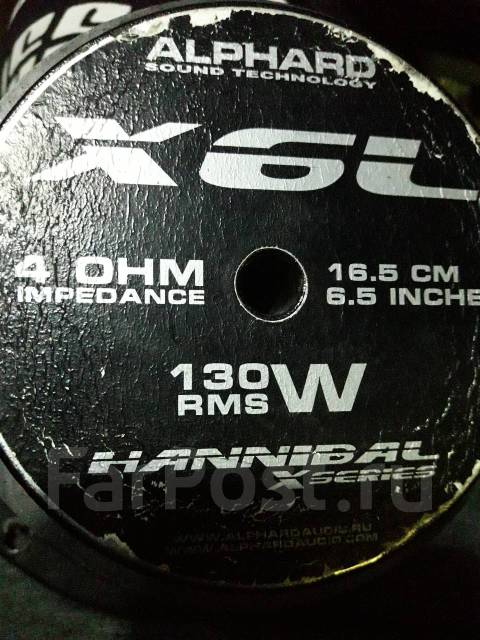 ALPHARD
SOUND TECHNOLOGY
X6L
4 OHM
IMPEDANCE
16.5 CM
6.5 INCHE
130 W
RMS
HANNIBAL
X SERIES
WWW.ALPHARDAUDIO.RU
WWW.ALPHARDAUDIO.COM
FarPost.ru